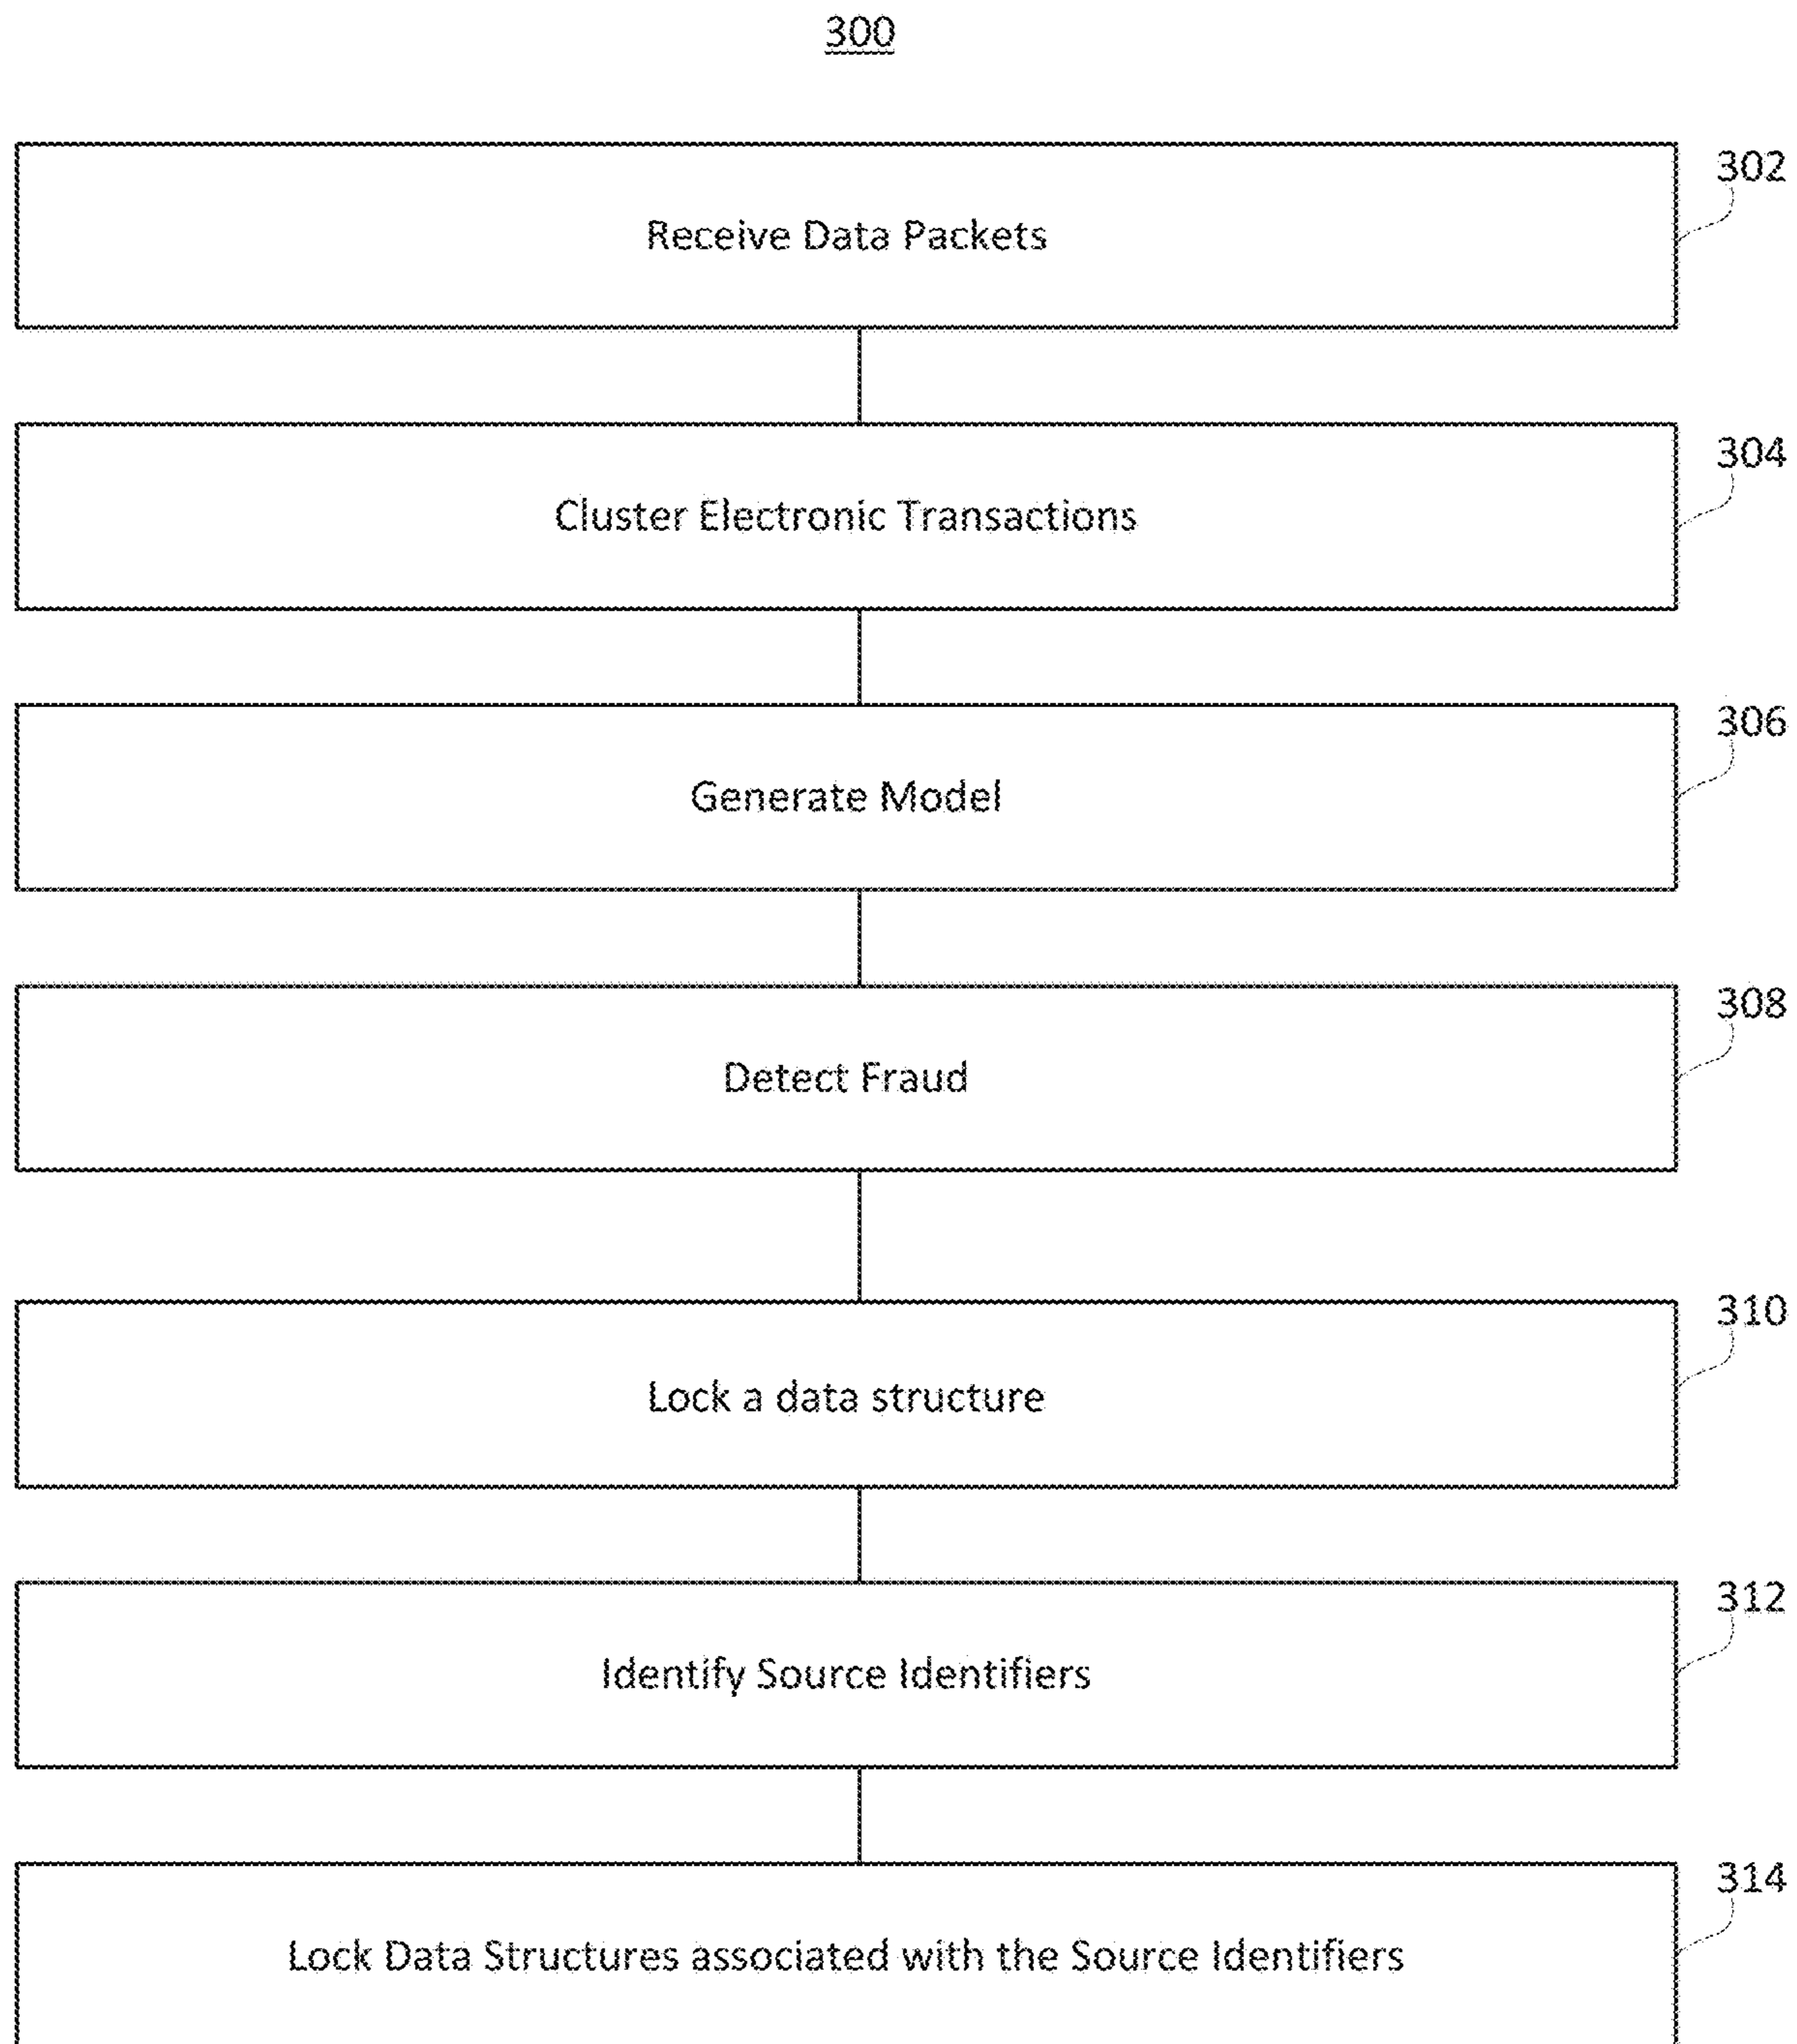 300
302
Receive Data Packets
304
Cluster Electronic Transactions
306
Generate Model
308
Detect Fraud
310
Lock a data structure
312
Identify Source Identifiers
314
Lock Data Structures associated with the Source Identifiers